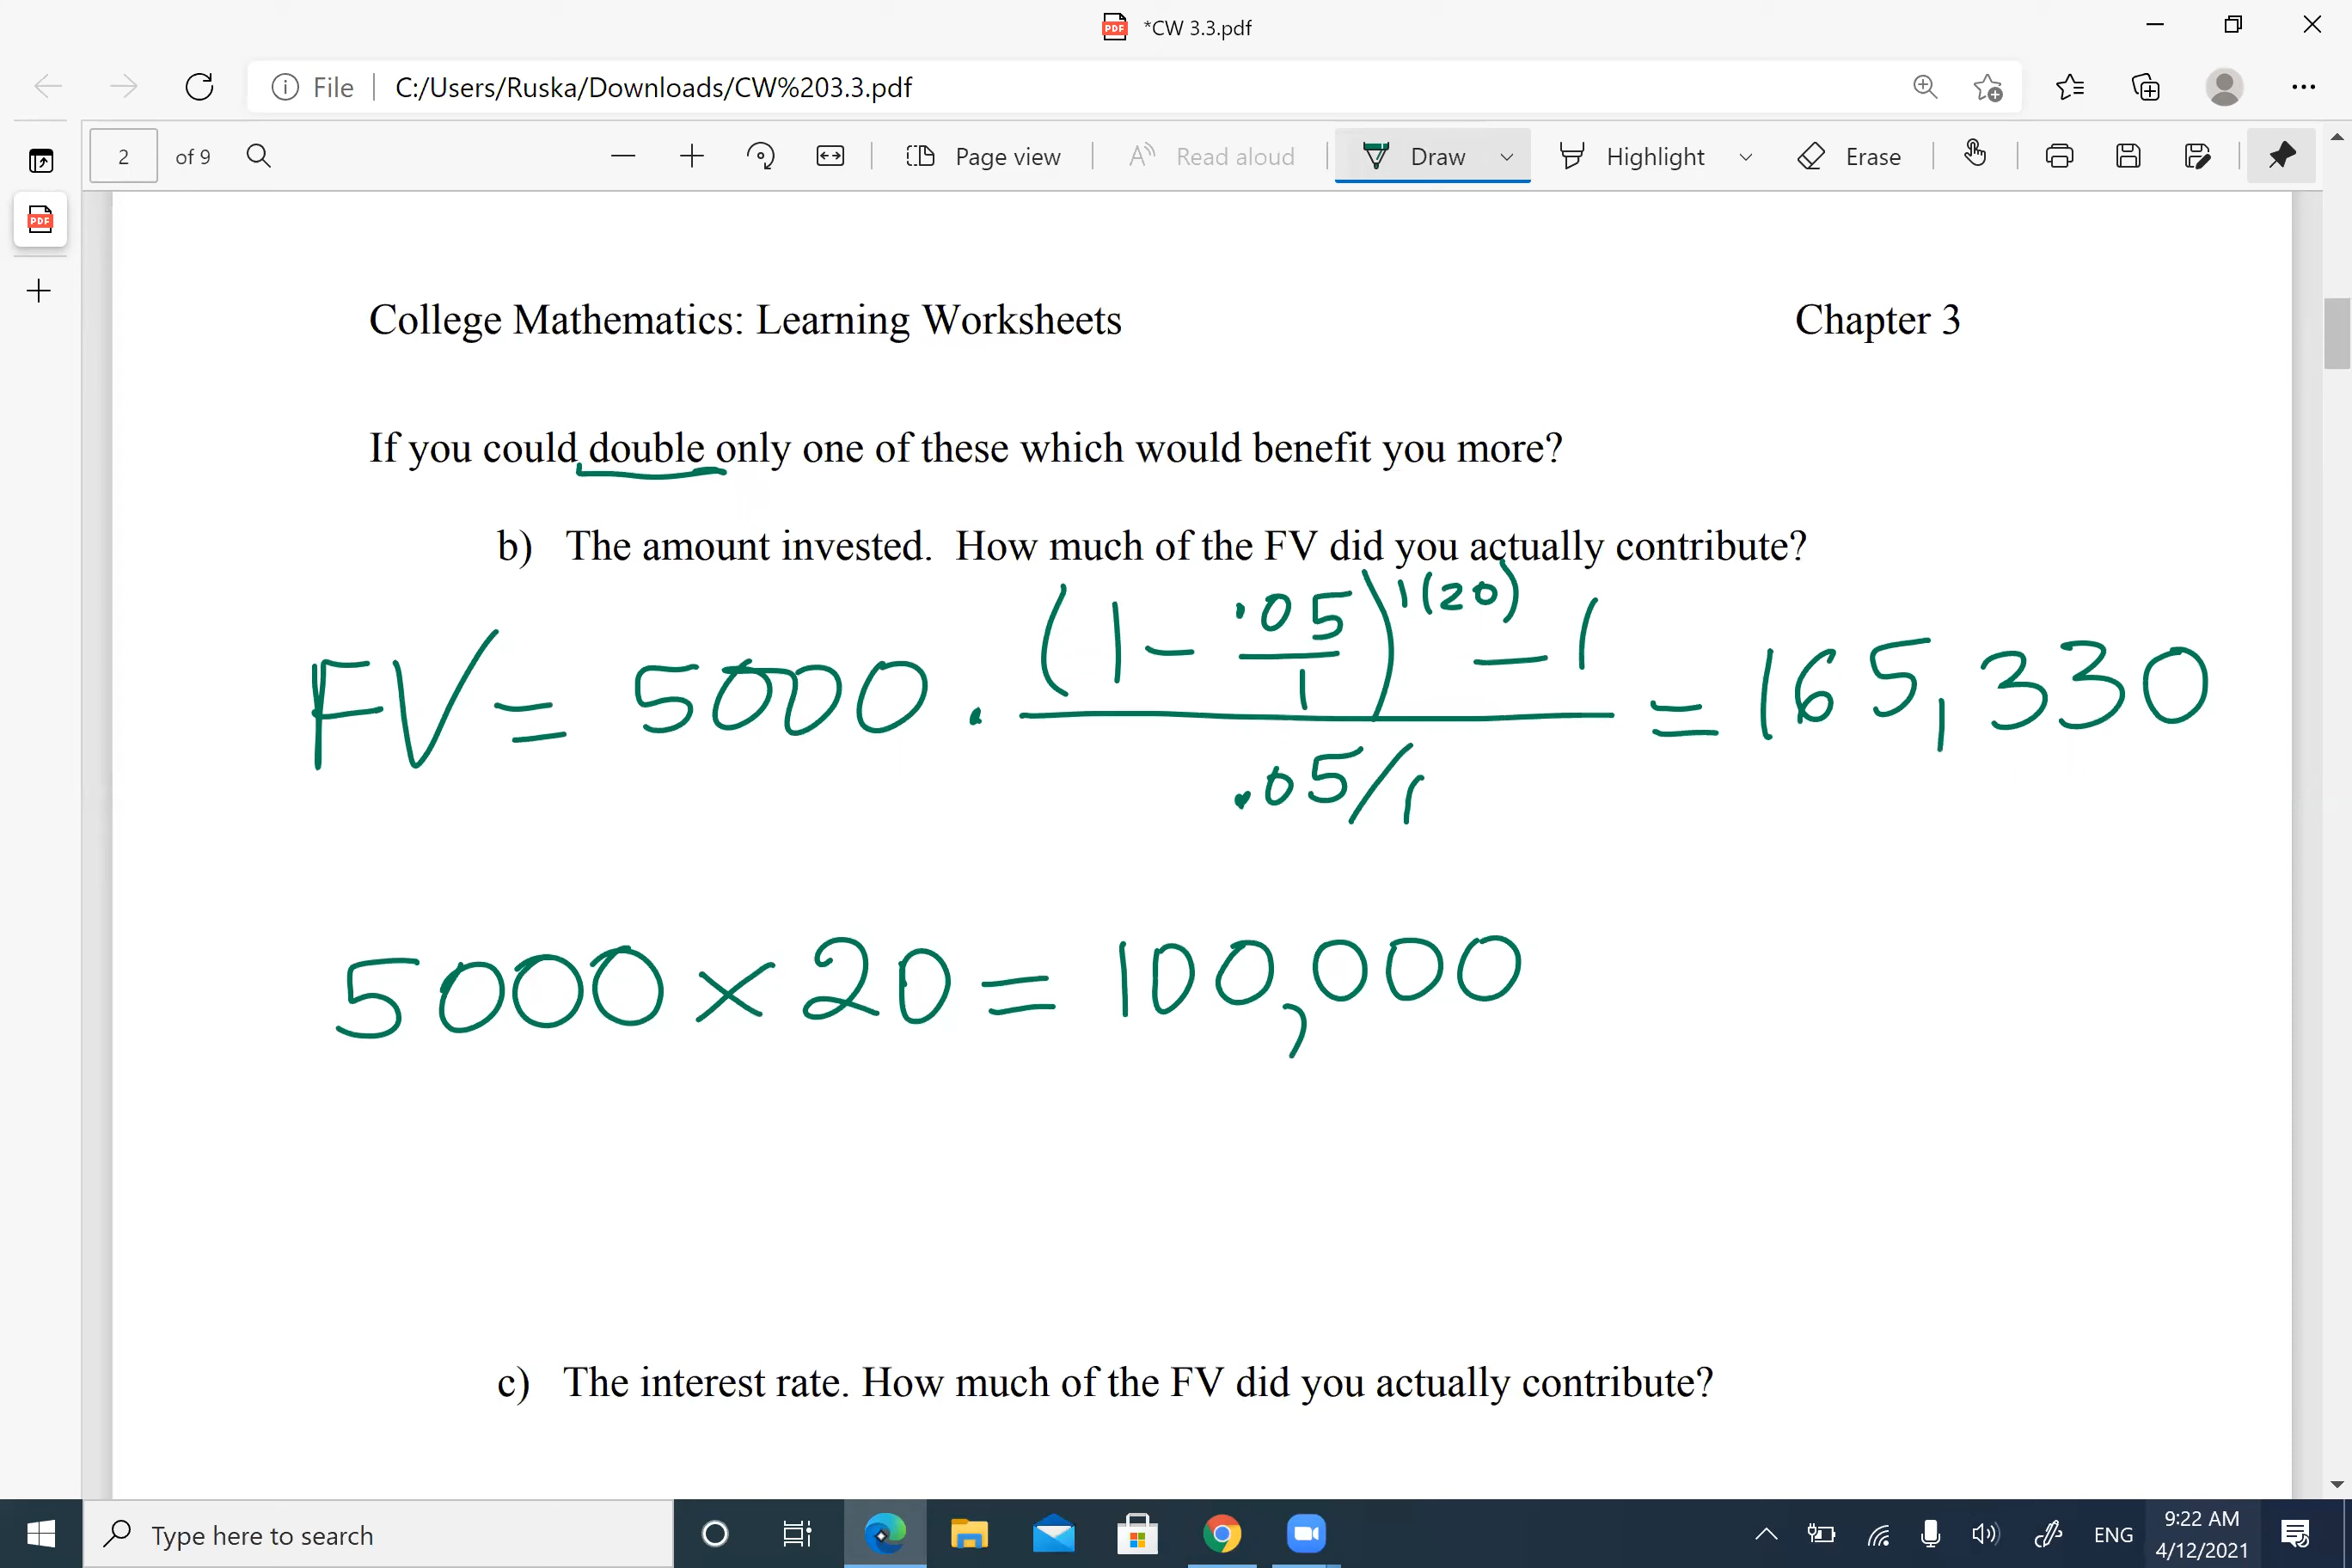 *CW 3.3.pdf
File C:/Users/Ruska/Downloads/CW%203.3.pdf
2 of 9 Page view Read aloud Draw Highlight Erase
College Mathematics: Learning Worksheets Chapter 3
If you could double only one of these which would benefit you more?
b) The amount invested. How much of the FV did you actually contribute?
FV = 5000 · ((1 - .05/1)^1(20) - 1) / (.05/1) = 165,330
5000 × 20 = 100,000
c) The interest rate. How much of the FV did you actually contribute?
Type here to search
ENG
9:22 AM
4/12/2021